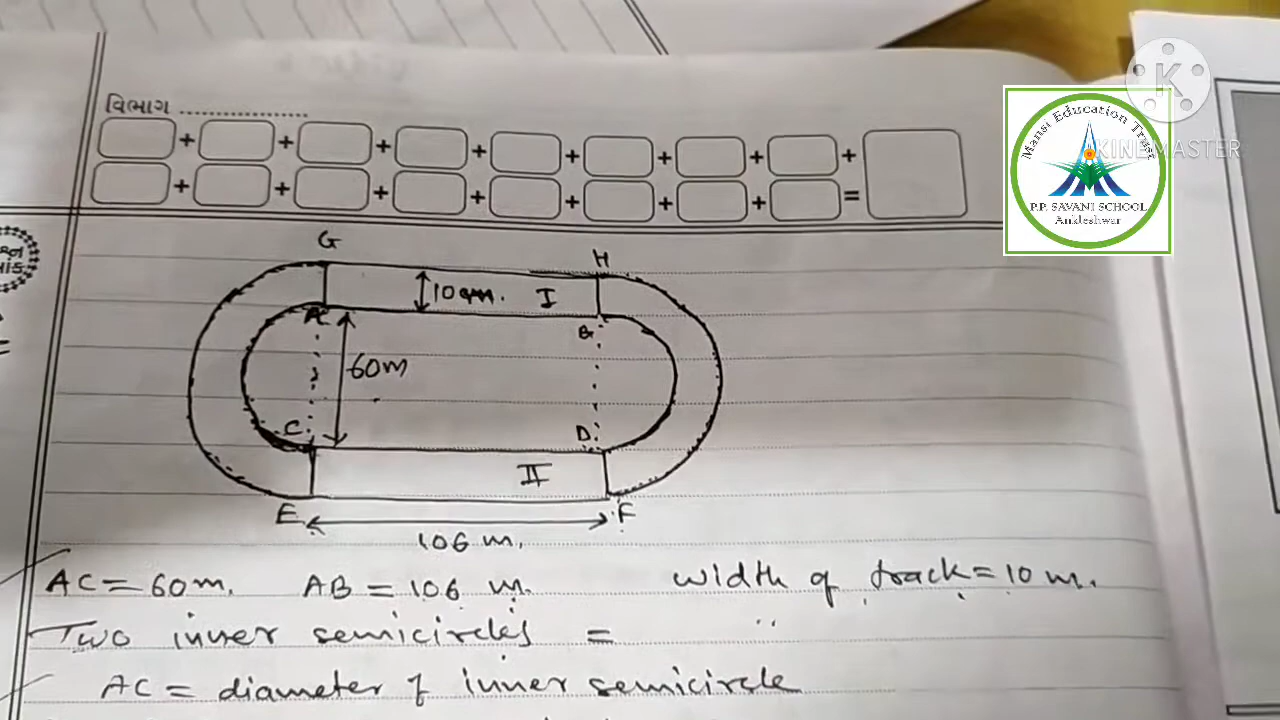 વિભાગ
+ + + + + + + +
+ + + + + + + =
K
KINEMASTER
Mansi Education Trust
P.P. SAVANI SCHOOL
Ankleshwar
G
H
10 m. I
A
B
60m
C
D
II
E
F
106 m.
AC = 60m. AB = 106 m. width of track = 10 m.
Two inner semicircles =
AC = diameter of inner semicircle